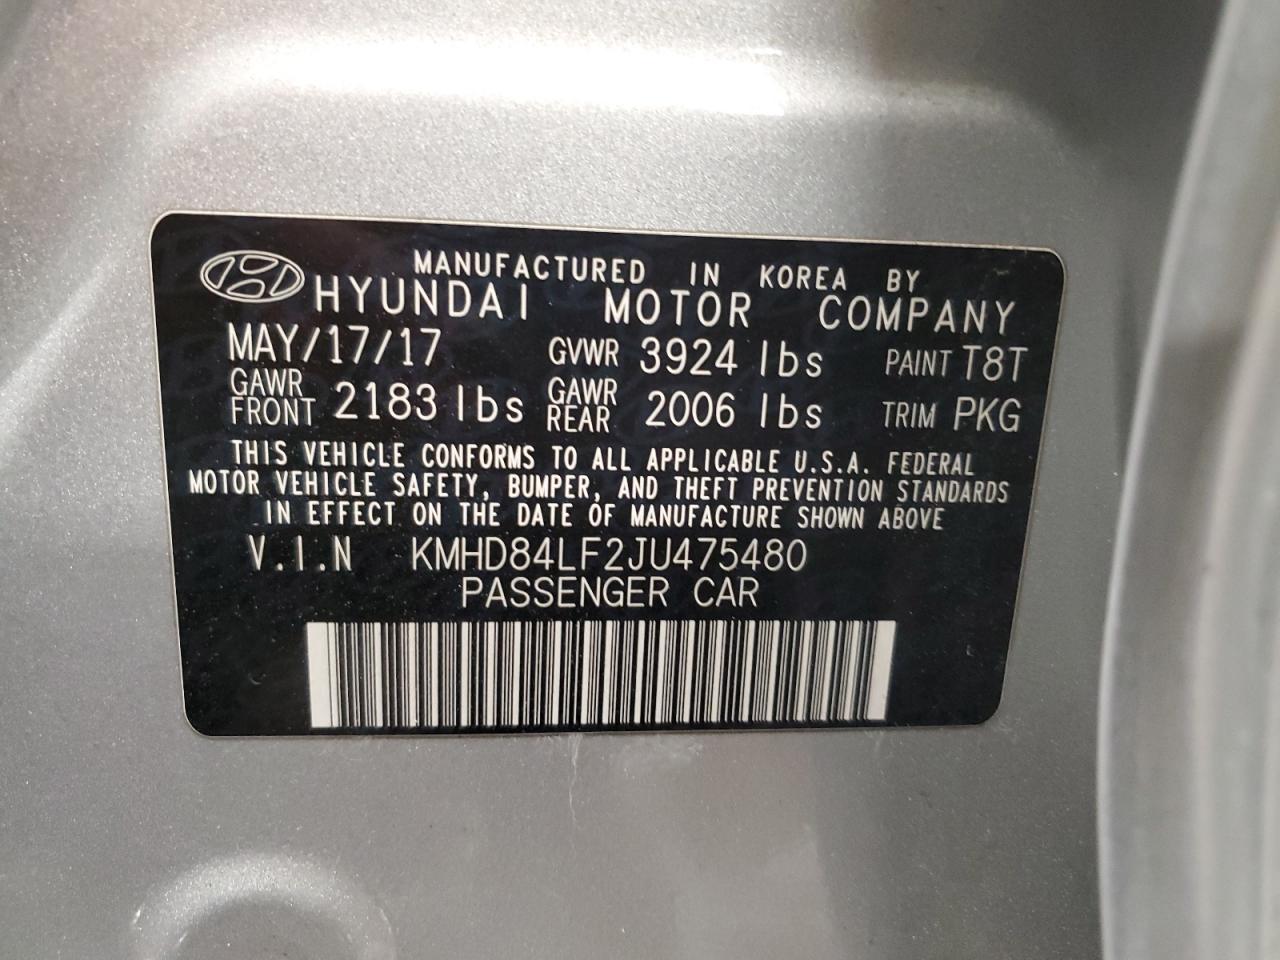 MANUFACTURED IN KOREA BY
HYUNDAI MOTOR COMPANY
MAY/17/17 GVWR 3924 lbs PAINT T8T
GAWR FRONT 2183 lbs GAWR REAR 2006 lbs TRIM PKG
THIS VEHICLE CONFORMS TO ALL APPLICABLE U.S.A. FEDERAL
MOTOR VEHICLE SAFETY, BUMPER, AND THEFT PREVENTION STANDARDS
IN EFFECT ON THE DATE OF MANUFACTURE SHOWN ABOVE
V.I.N KMHD84LF2JU475480
PASSENGER CAR